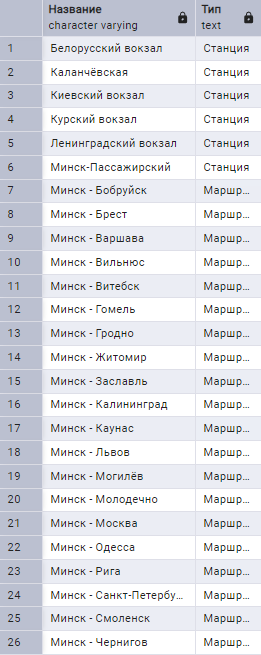 Название Тип
character varying text
1 Белорусский вокзал Станция
2 Каланчёвская Станция
3 Киевский вокзал Станция
4 Курский вокзал Станция
5 Ленинградский вокзал Станция
6 Минск-Пассажирский Станция
7 Минск - Бобруйск Маршр...
8 Минск - Брест Маршр...
9 Минск - Варшава Маршр...
10 Минск - Вильнюс Маршр...
11 Минск - Витебск Маршр...
12 Минск - Гомель Маршр...
13 Минск - Гродно Маршр...
14 Минск - Житомир Маршр...
15 Минск - Заславль Маршр...
16 Минск - Калининград Маршр...
17 Минск - Каунас Маршр...
18 Минск - Львов Маршр...
19 Минск - Могилёв Маршр...
20 Минск - Молодечно Маршр...
21 Минск - Москва Маршр...
22 Минск - Одесса Маршр...
23 Минск - Рига Маршр...
24 Минск - Санкт-Петербу... Маршр...
25 Минск - Смоленск Маршр...
26 Минск - Чернигов Маршр...